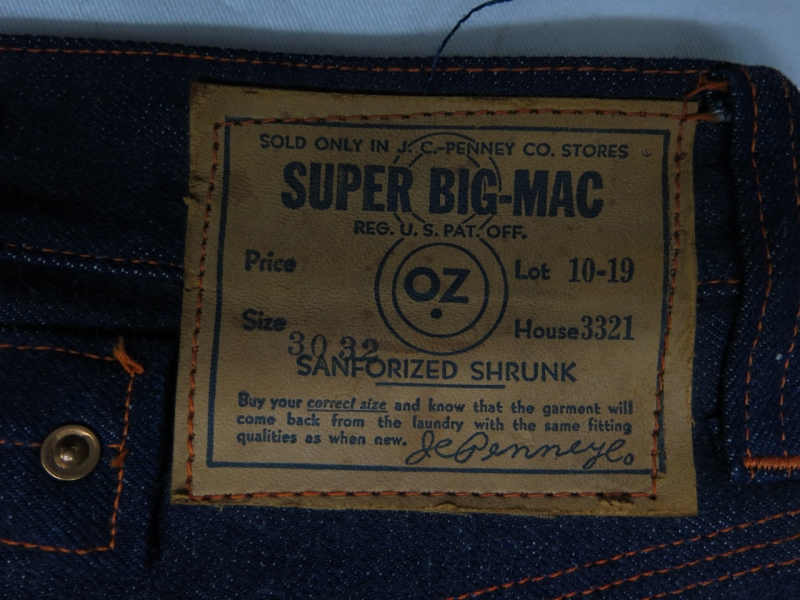 SOLD ONLY IN J. C. PENNEY CO. STORES
SUPER BIG-MAC
REG. U. S. PAT. OFF.
Price
Lot 10-19
OZ
Size 30 32
House 3321
SANFORIZED SHRUNK
Buy your correct size and know that the garment will
come back from the laundry with the same fitting
qualities as when new.
JCPenneyCo